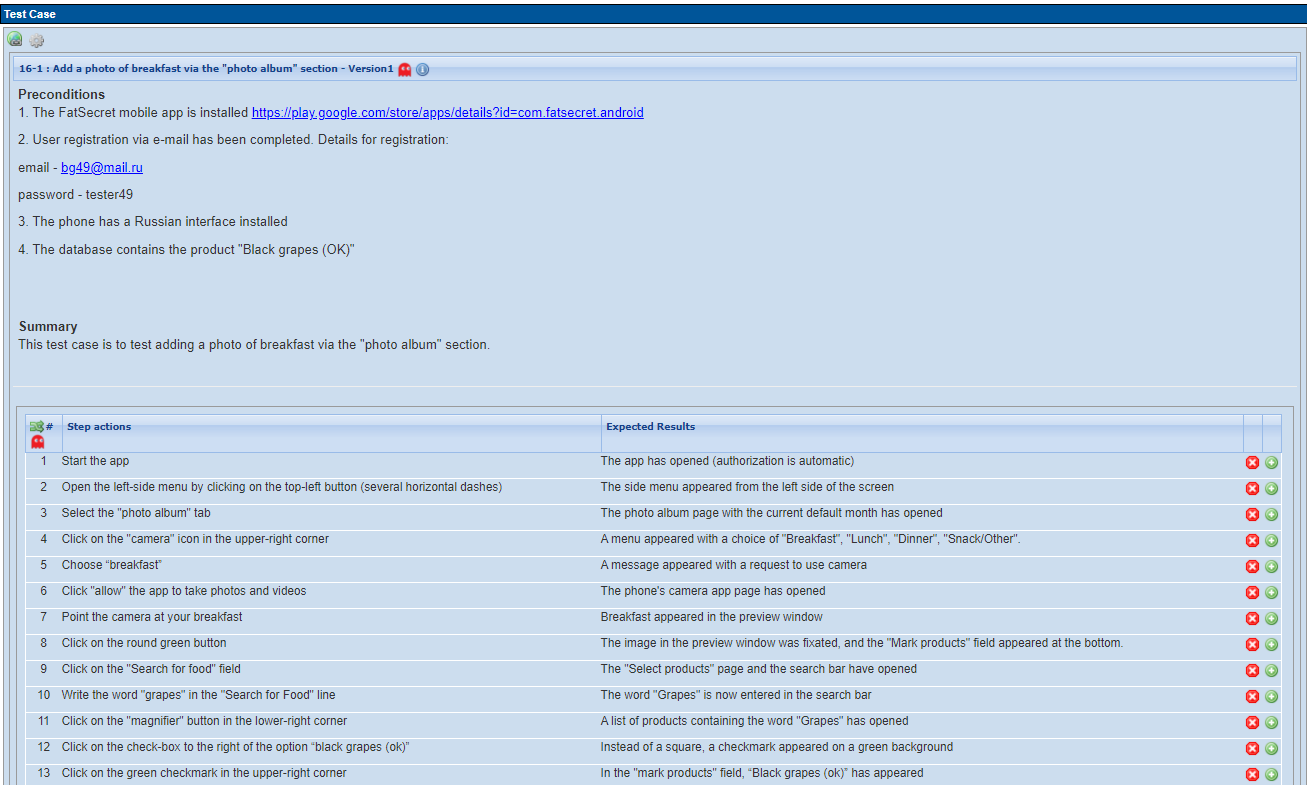 Test Case
16-1 : Add a photo of breakfast via the "photo album" section - Version1
Preconditions
1. The FatSecret mobile app is installed https://play.google.com/store/apps/details?id=com.fatsecret.android
2. User registration via e-mail has been completed. Details for registration:
email - bg49@mail.ru
password - tester49
3. The phone has a Russian interface installed
4. The database contains the product "Black grapes (OK)"
Summary
This test case is to test adding a photo of breakfast via the "photo album" section.
# Step actions Expected Results
1 Start the app The app has opened (authorization is automatic)
2 Open the left-side menu by clicking on the top-left button (several horizontal dashes) The side menu appeared from the left side of the screen
3 Select the "photo album" tab The photo album page with the current default month has opened
4 Click on the "camera" icon in the upper-right corner A menu appeared with a choice of "Breakfast", "Lunch", "Dinner", "Snack/Other".
5 Choose “breakfast” A message appeared with a request to use camera
6 Click "allow" the app to take photos and videos The phone's camera app page has opened
7 Point the camera at your breakfast Breakfast appeared in the preview window
8 Click on the round green button The image in the preview window was fixated, and the "Mark products" field appeared at the bottom.
9 Click on the "Search for food" field The "Select products" page and the search bar have opened
10 Write the word "grapes" in the "Search for Food" line The word "Grapes" is now entered in the search bar
11 Click on the "magnifier" button in the lower-right corner A list of products containing the word "Grapes" has opened
12 Click on the check-box to the right of the option “black grapes (ok)” Instead of a square, a checkmark appeared on a green background
13 Click on the green checkmark in the upper-right corner In the "mark products" field, “Black grapes (ok)” has appeared